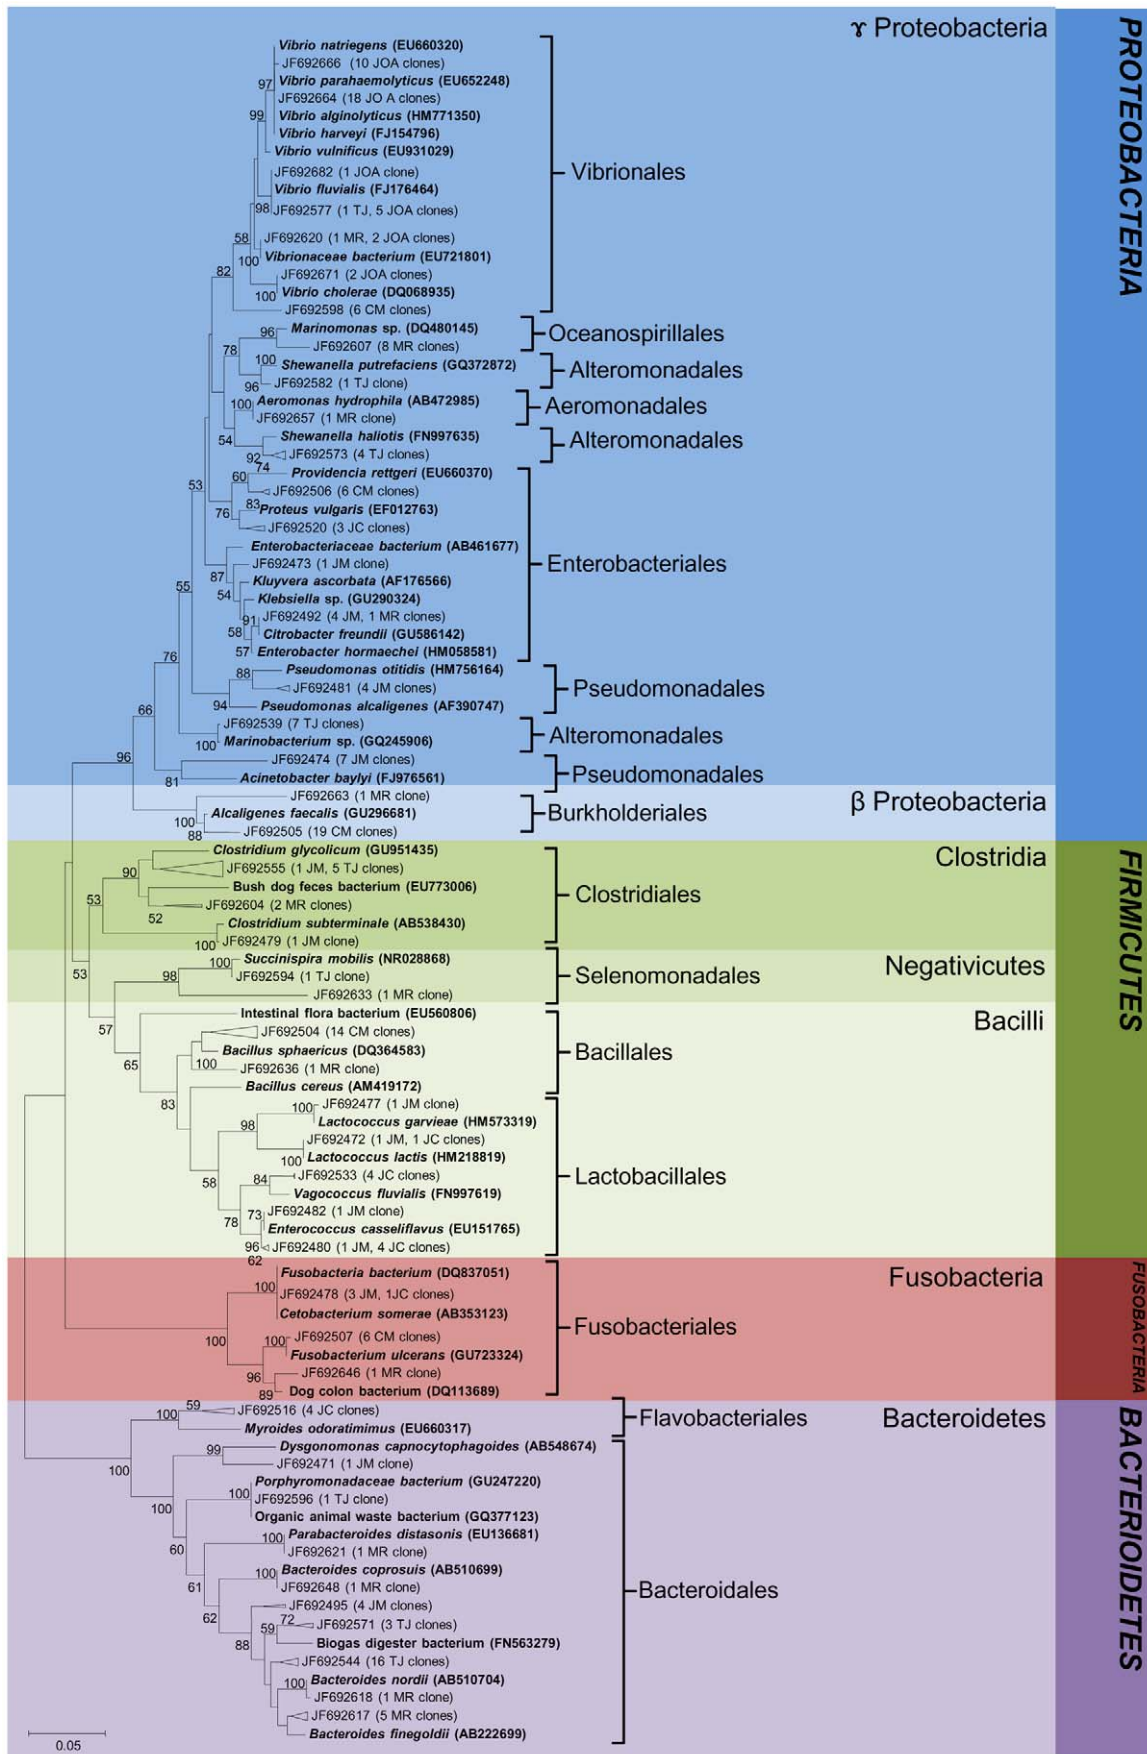 ɤ Proteobacteria
PROTEOBACTERIA
Vibrio natriegens (EU660320)
JF692666 (10 JOA clones)
97
Vibrio parahaemolyticus (EU652248)
JF692664 (18 JO A clones)
99
Vibrio alginolyticus (HM771350)
Vibrio harveyi (FJ154796)
Vibrio vulnificus (EU931029)
Vibrionales
JF692682 (1 JOA clone)
Vibrio fluvialis (FJ176464)
98
JF692577 (1 TJ, 5 JOA clones)
58
JF692620 (1 MR, 2 JOA clones)
100
Vibrionaceae bacterium (EU721801)
82
JF692671 (2 JOA clones)
100
Vibrio cholerae (DQ068935)
JF692598 (6 CM clones)
96
Marinomonas sp. (DQ480145)
Oceanospirillales
78
JF692607 (8 MR clones)
100
Shewanella putrefaciens (GQ372872)
Alteromonadales
96
JF692582 (1 TJ clone)
100
Aeromonas hydrophila (AB472985)
Aeromonadales
JF692657 (1 MR clone)
54
Shewanella haliotis (FN997635)
Alteromonadales
92
JF692573 (4 TJ clones)
74
60
Providencia rettgeri (EU660370)
53
JF692506 (6 CM clones)
83
76
Proteus vulgaris (EF012763)
JF692520 (3 JC clones)
Enterobacteriaceae bacterium (AB461677)
Enterobacteriales
JF692473 (1 JM clone)
87
Kluyvera ascorbata (AF176566)
55
54
Klebsiella sp. (GU290324)
91
JF692492 (4 JM, 1 MR clones)
58
Citrobacter freundii (GU586142)
57
Enterobacter hormaechei (HM058581)
76
88
Pseudomonas otitidis (HM756164)
JF692481 (4 JM clones)
Pseudomonadales
94
Pseudomonas alcaligenes (AF390747)
66
JF692539 (7 TJ clones)
Alteromonadales
100
Marinobacterium sp. (GQ245906)
96
JF692474 (7 JM clones)
Pseudomonadales
81
Acinetobacter baylyi (FJ976561)
β Proteobacteria
JF692663 (1 MR clone)
100
Alcaligenes faecalis (GU296681)
Burkholderiales
88
JF692505 (19 CM clones)
Clostridia
FIRMICUTES
Clostridium glycolicum (GU951435)
90
JF692555 (1 JM, 5 TJ clones)
Bush dog feces bacterium (EU773006)
Clostridiales
53
JF692604 (2 MR clones)
52
Clostridium subterminale (AB538430)
100
JF692479 (1 JM clone)
Negativicutes
53
100
Succinispira mobilis (NR028868)
98
JF692594 (1 TJ clone)
Selenomonadales
JF692633 (1 MR clone)
Bacilli
Intestinal flora bacterium (EU560806)
57
JF692504 (14 CM clones)
Bacillales
Bacillus sphaericus (DQ364583)
65
100
JF692636 (1 MR clone)
Bacillus cereus (AM419172)
83
100
JF692477 (1 JM clone)
98
Lactococcus garvieae (HM573319)
JF692472 (1 JM, 1 JC clones)
100
Lactococcus lactis (HM218819)
Lactobacillales
58
84
JF692533 (4 JC clones)
Vagococcus fluvialis (FN997619)
78
73
JF692482 (1 JM clone)
Enterococcus casseliflavus (EU151765)
96
JF692480 (1 JM, 4 JC clones)
62
Fusobacteria
FUSOBACTERIA
Fusobacteria bacterium (DQ837051)
100
JF692478 (3 JM, 1JC clones)
Cetobacterium somerae (AB353123)
Fusobacteriales
100
100
JF692507 (6 CM clones)
Fusobacterium ulcerans (GU723324)
96
JF692646 (1 MR clone)
89
Dog colon bacterium (DQ113689)
Bacteroidetes
BACTERIOIDETES
59
100
JF692516 (4 JC clones)
Flavobacteriales
Myroides odoratimimus (EU660317)
99
Dysgonomonas capnocytophagoides (AB548674)
100
JF692471 (1 JM clone)
Porphyromonadaceae bacterium (GU247220)
100
JF692596 (1 TJ clone)
100
Organic animal waste bacterium (GQ377123)
100
Parabacteroides distasonis (EU136681)
60
JF692621 (1 MR clone)
100
Bacteroides coprosuis (AB510699)
61
JF692648 (1 MR clone)
Bacteroidales
JF692495 (4 JM clones)
62
72
59
JF692571 (3 TJ clones)
88
Biogas digester bacterium (FN563279)
JF692544 (16 TJ clones)
100
Bacteroides nordii (AB510704)
JF692618 (1 MR clone)
JF692617 (5 MR clones)
Bacteroides finegoldii (AB222699)
0.05